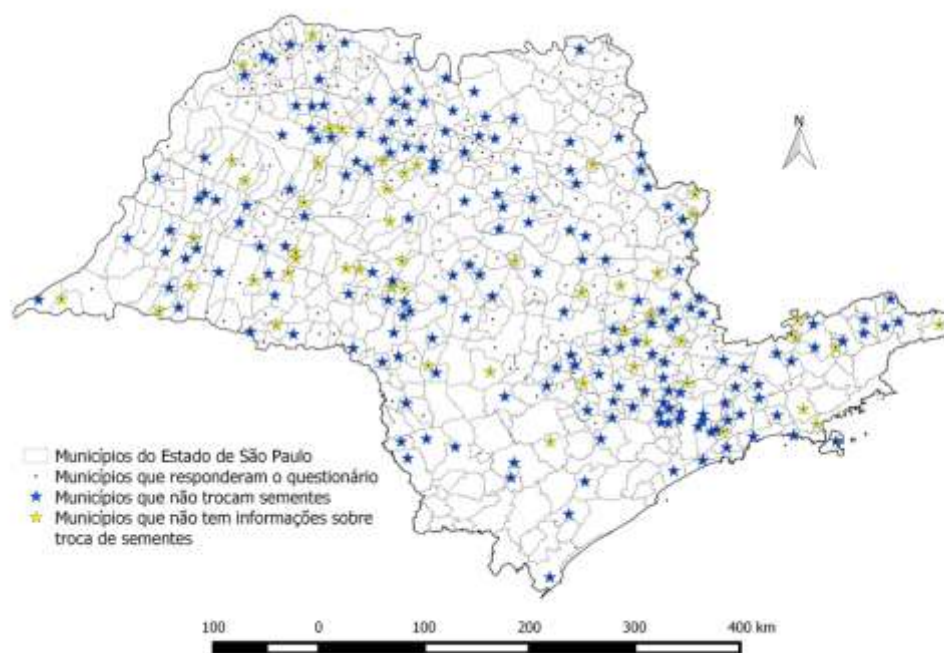 N
Municípios do Estado de São Paulo
Municípios que responderam o questionário
Municípios que não trocam sementes
Municípios que não tem informações sobre
troca de sementes
100 0 100 200 300 400 km